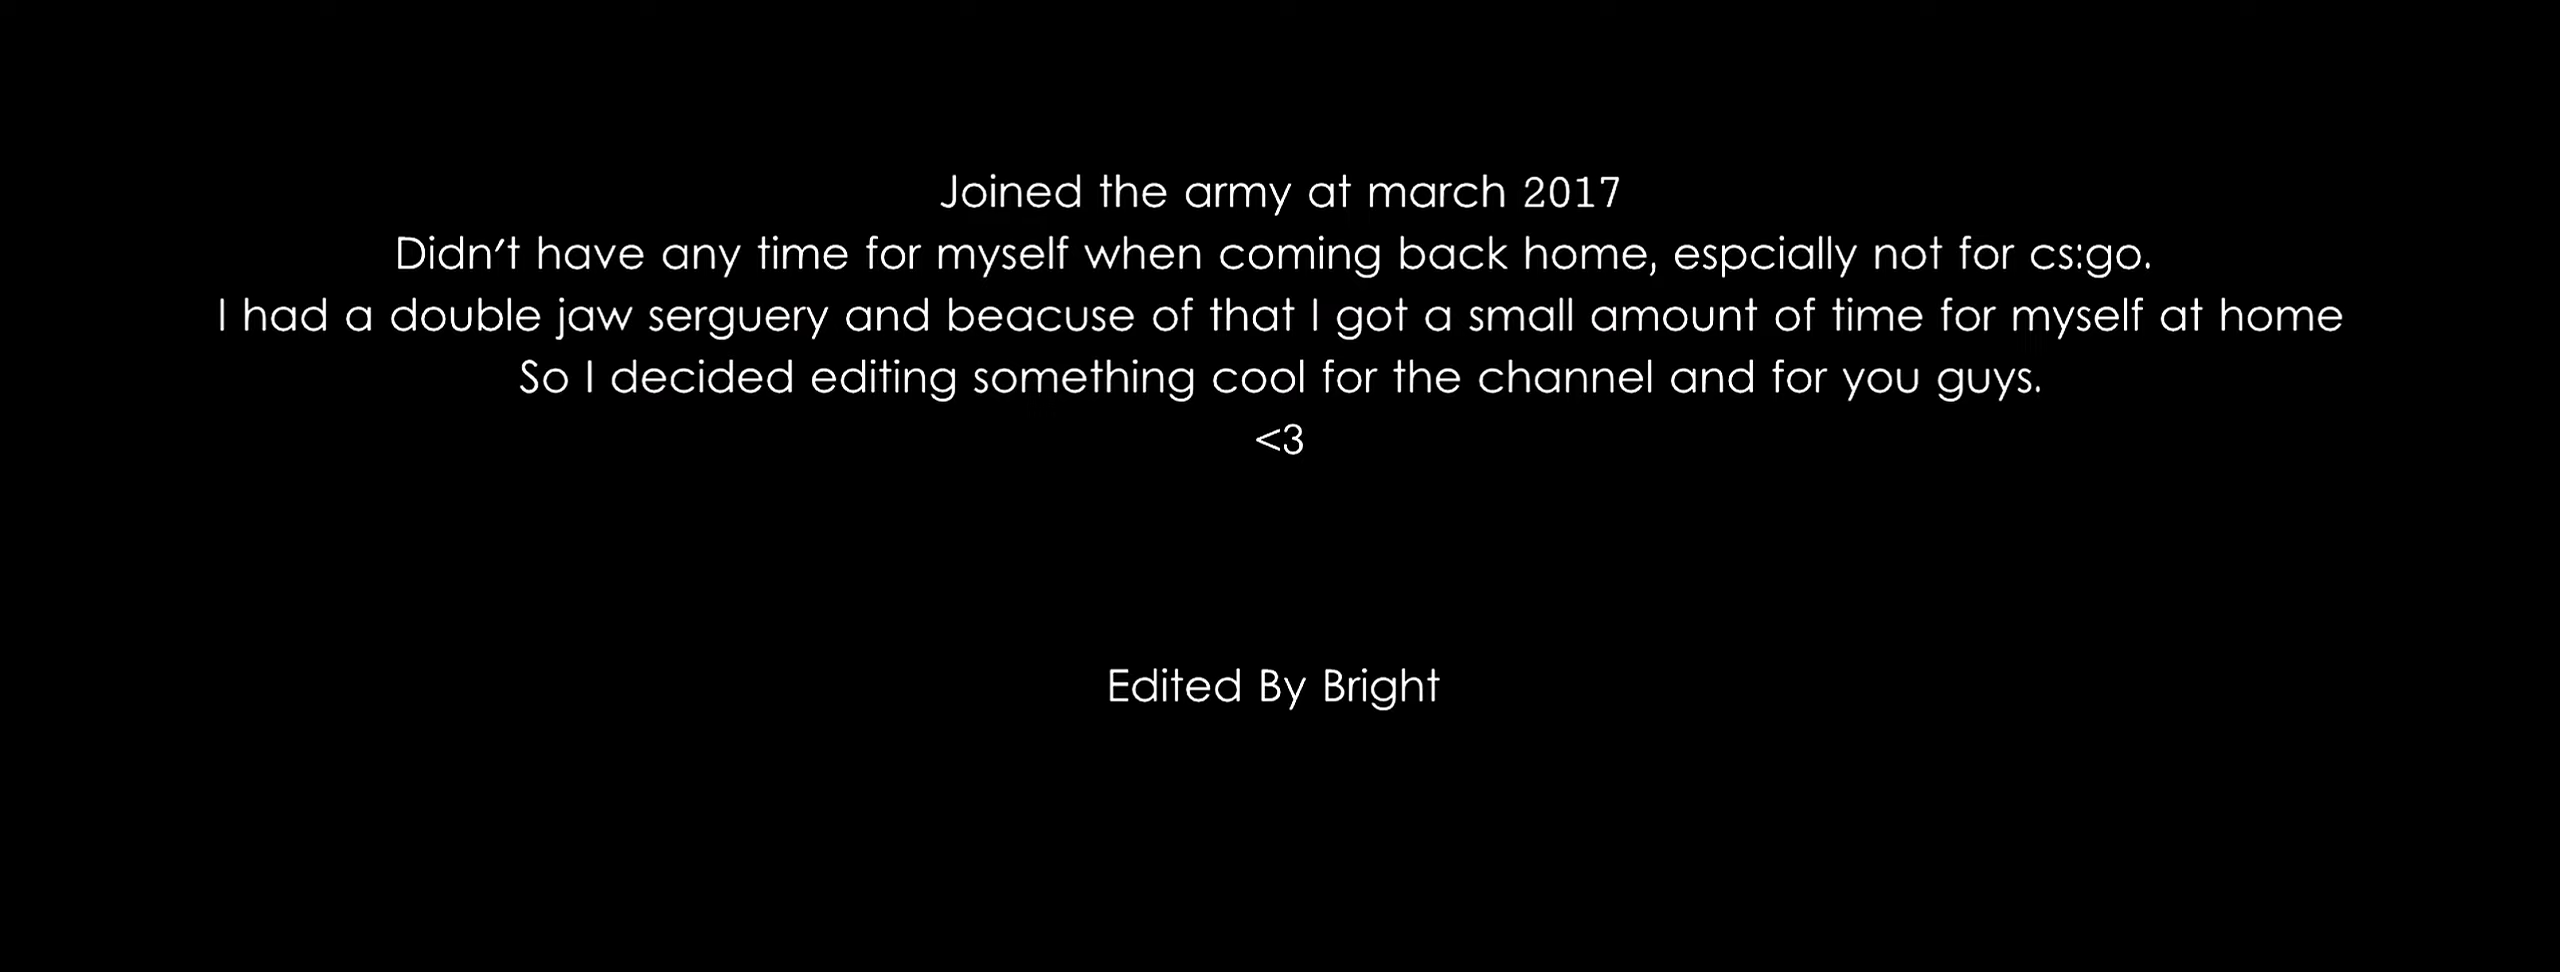 Joined the army at march 2017
Didn't have any time for myself when coming back home, espcially not for cs:go.
I had a double jaw serguery and beacuse of that I got a small amount of time for myself at home
So I decided editing something cool for the channel and for you guys.
<3
Edited By Bright